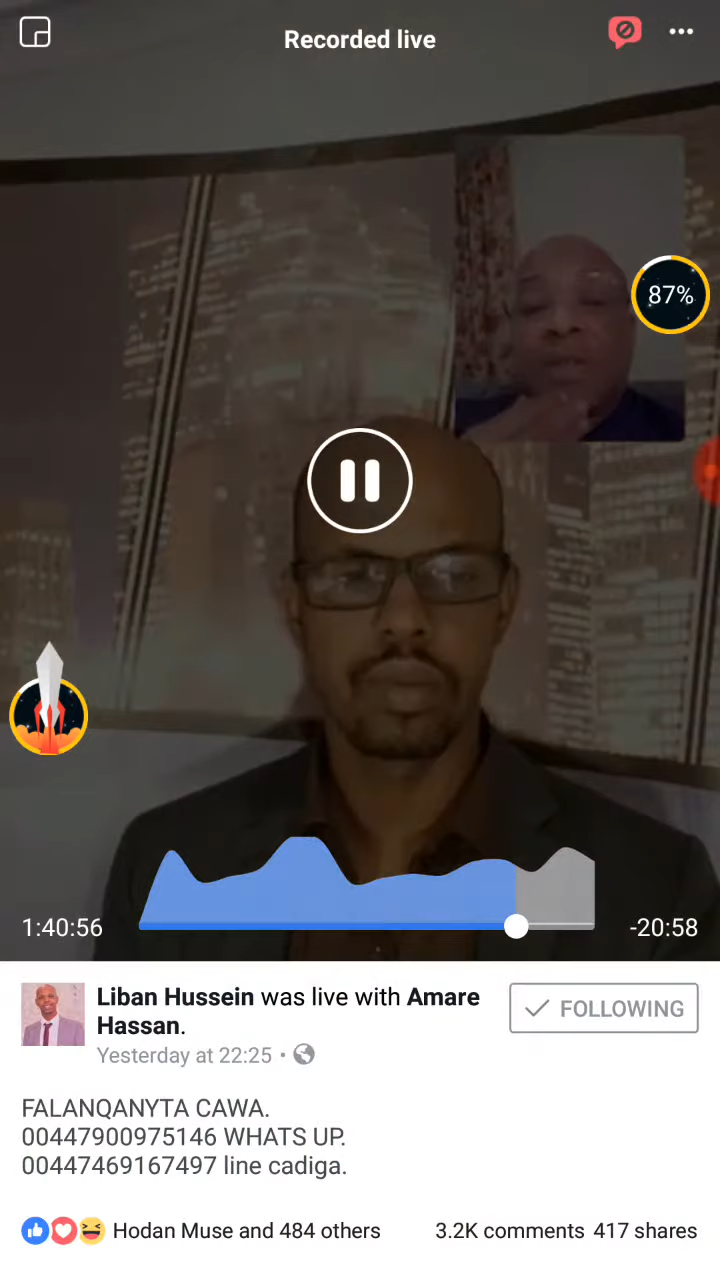 Recorded live
87%
1:40:56
-20:58
Liban Hussein was live with Amare
Hassan.
FOLLOWING
Yesterday at 22:25 •
FALANQANYTA CAWA.
00447900975146 WHATS UP.
00447469167497 line cadiga.
Hodan Muse and 484 others
3.2K comments 417 shares